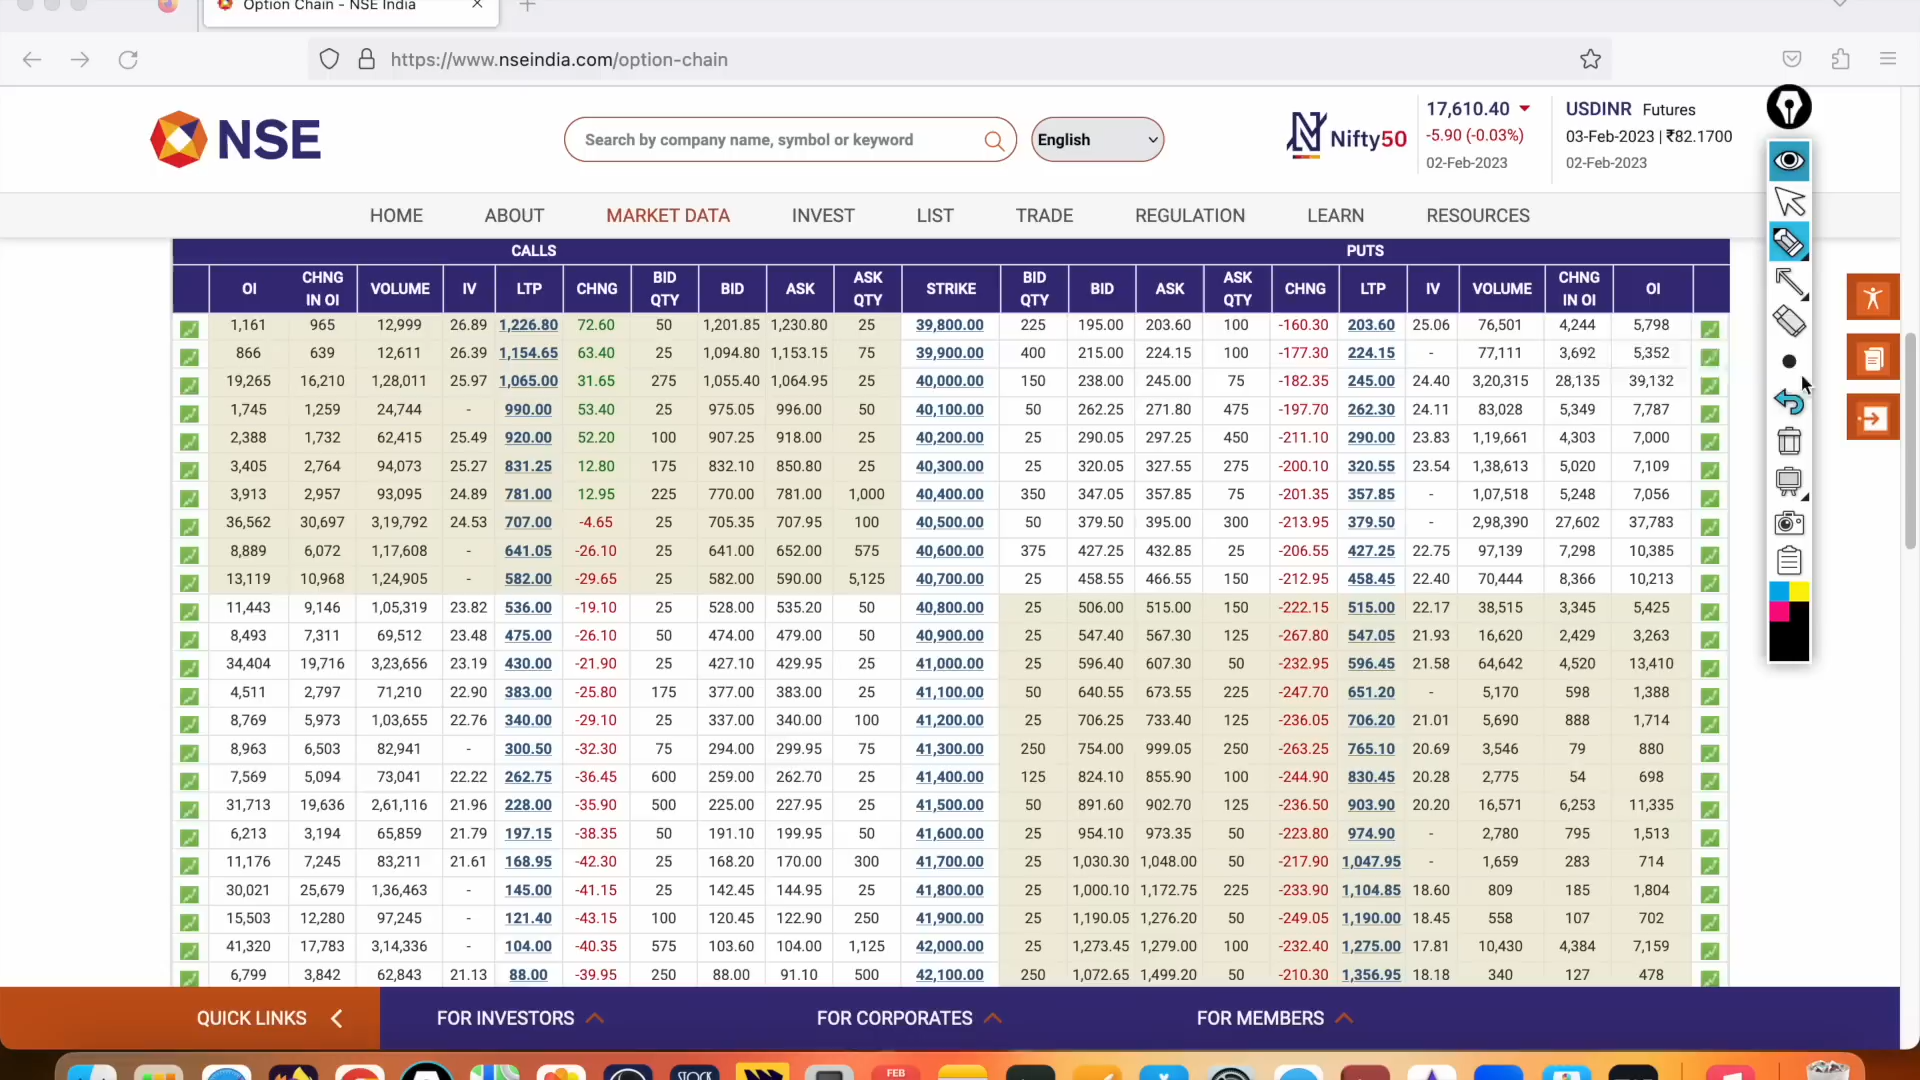 Option Chain - NSE India
https://www.nseindia.com/option-chain
NSE
Search by company name, symbol or keyword
English
Nifty50
17,610.40
-5.90 (-0.03%)
02-Feb-2023
USDINR Futures
03-Feb-2023 | ₹82.1700
02-Feb-2023
HOME ABOUT MARKET DATA INVEST LIST TRADE REGULATION LEARN RESOURCES
CALLS PUTS
OI CHNG IN OI VOLUME IV LTP CHNG BID QTY BID ASK ASK QTY STRIKE BID QTY BID ASK ASK QTY CHNG LTP IV VOLUME CHNG IN OI OI
1,161 965 12,999 26.89 1,226.80 72.60 50 1,201.85 1,230.80 25 39,800.00 225 195.00 203.60 100 -160.30 203.60 25.06 76,501 4,244 5,798
866 639 12,611 26.39 1,154.65 63.40 25 1,094.80 1,153.15 75 39,900.00 400 215.00 224.15 100 -177.30 224.15 - 77,111 3,692 5,352
19,265 16,210 1,28,011 25.97 1,065.00 31.65 275 1,055.40 1,064.95 25 40,000.00 150 238.00 245.00 75 -182.35 245.00 24.40 3,20,315 28,135 39,132
1,745 1,259 24,744 - 990.00 53.40 25 975.05 996.00 50 40,100.00 50 262.25 271.80 475 -197.70 262.30 24.11 83,028 5,349 7,787
2,388 1,732 62,415 25.49 920.00 52.20 100 907.25 918.00 25 40,200.00 25 290.05 297.25 450 -211.10 290.00 23.83 1,19,661 4,303 7,000
3,405 2,764 94,073 25.27 831.25 12.80 175 832.10 850.80 25 40,300.00 25 320.05 327.55 275 -200.10 320.55 23.54 1,38,613 5,020 7,109
3,913 2,957 93,095 24.89 781.00 12.95 225 770.00 781.00 1,000 40,400.00 350 347.05 357.85 75 -201.35 357.85 - 1,07,518 5,248 7,056
36,562 30,697 3,19,792 24.53 707.00 -4.65 25 705.35 707.95 100 40,500.00 50 379.50 395.00 300 -213.95 379.50 - 2,98,390 27,602 37,783
8,889 6,072 1,17,608 - 641.05 -26.10 25 641.00 652.00 575 40,600.00 375 427.25 432.85 25 -206.55 427.25 22.75 97,139 7,298 10,385
13,119 10,968 1,24,905 - 582.00 -29.65 25 582.00 590.00 5,125 40,700.00 25 458.55 466.55 150 -212.95 458.45 22.40 70,444 8,366 10,213
11,443 9,146 1,05,319 23.82 536.00 -19.10 25 528.00 535.20 50 40,800.00 25 506.00 515.00 150 -222.15 515.00 22.17 38,515 3,345 5,425
8,493 7,311 69,512 23.48 475.00 -26.10 50 474.00 479.00 50 40,900.00 25 547.40 567.30 125 -267.80 547.05 21.93 16,620 2,429 3,263
34,404 19,716 3,23,656 23.19 430.00 -21.90 25 427.10 429.95 25 41,000.00 25 596.40 607.30 50 -232.95 596.45 21.58 64,642 4,520 13,410
4,511 2,797 71,210 22.90 383.00 -25.80 175 377.00 383.00 25 41,100.00 50 640.55 673.55 225 -247.70 651.20 - 5,170 598 1,388
8,769 5,973 1,03,655 22.76 340.00 -29.10 25 337.00 340.00 100 41,200.00 25 706.25 733.40 125 -236.05 706.20 21.01 5,690 888 1,714
8,963 6,503 82,941 - 300.50 -32.30 75 294.00 299.95 75 41,300.00 250 754.00 999.05 250 -263.25 765.10 20.69 3,546 79 880
7,569 5,094 73,041 22.22 262.75 -36.45 600 259.00 262.70 25 41,400.00 125 824.10 855.90 100 -244.90 830.45 20.28 2,775 54 698
31,713 19,636 2,61,116 21.96 228.00 -35.90 500 225.00 227.95 25 41,500.00 50 891.60 902.70 125 -236.50 903.90 20.20 16,571 6,253 11,335
6,213 3,194 65,859 21.79 197.15 -38.35 50 191.10 199.95 50 41,600.00 25 954.10 973.35 50 -223.80 974.90 - 2,780 795 1,513
11,176 7,245 83,211 21.61 168.95 -42.30 25 168.20 170.00 300 41,700.00 25 1,030.30 1,048.00 50 -217.90 1,047.95 - 1,659 283 714
30,021 25,679 1,36,463 - 145.00 -41.15 25 142.45 144.95 25 41,800.00 25 1,000.10 1,172.75 225 -233.90 1,104.85 18.60 809 185 1,804
15,503 12,280 97,245 - 121.40 -43.15 100 120.45 122.90 250 41,900.00 25 1,190.05 1,276.20 50 -249.05 1,190.00 18.45 558 107 702
41,320 17,783 3,14,336 - 104.00 -40.35 575 103.60 104.00 1,125 42,000.00 25 1,273.45 1,279.00 100 -232.40 1,275.00 17.81 10,430 4,384 7,159
6,799 3,842 62,843 21.13 88.00 -39.95 250 88.00 91.10 500 42,100.00 250 1,072.65 1,499.20 50 -210.30 1,356.95 18.18 340 127 478
QUICK LINKS FOR INVESTORS FOR CORPORATES FOR MEMBERS
STOCK FEB